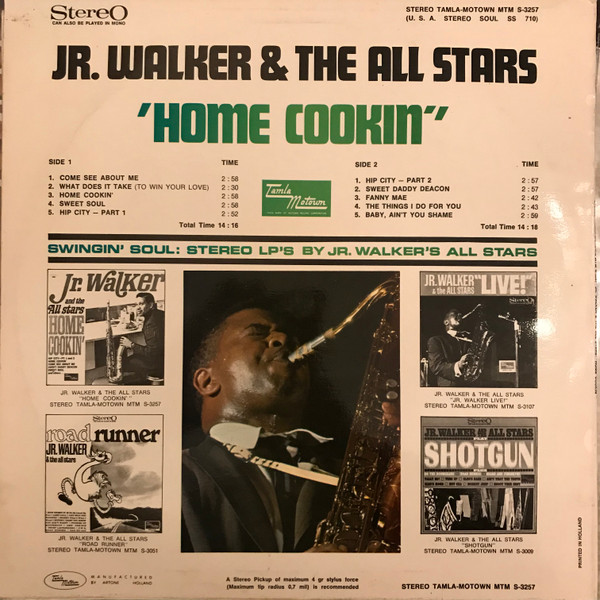 StereO
CAN ALSO BE PLAYED IN MONO
STEREO TAMLA-MOTOWN MTM S-3257
(U. S. A. STEREO SOUL SS 710)
JR. WALKER & THE ALL STARS
'HOME COOKIN''
SIDE 1 TIME
1. COME SEE ABOUT ME 2:58
2. WHAT DOES IT TAKE (TO WIN YOUR LOVE) 2:30
3. HOME COOKIN' 2:58
4. SWEET SOUL 2:58
5. HIP CITY — PART 1 2:52
Total Time 14:16
Tamla Motown
SIDE 2 TIME
1. HIP CITY — PART 2 2:57
2. SWEET DADDY DEACON 2:57
3. FANNY MAE 2:42
4. THE THINGS I DO FOR YOU 2:43
5. BABY, AIN'T YOU SHAME 2:59
Total Time 14:18
SWINGIN' SOUL: STEREO LP'S BY JR. WALKER'S ALL STARS
Jr. Walker
and the
All stars
HOME
COOKIN'
JR. WALKER & THE ALL STARS
"HOME COOKIN'"
STEREO TAMLA-MOTOWN MTM S-3257
StereO
road runner
JR. WALKER
& the all stars
JR. WALKER & THE ALL STARS
"ROAD RUNNER"
STEREO TAMLA-MOTOWN MTM S-3051
JR. WALKER "LIVE!"
& the ALL STARS
StereO
JR. WALKER & THE ALL STARS
"JR. WALKER LIVE!"
STEREO TAMLA-MOTOWN MTM S-3107
StereO
JR. WALKER AND ALL STARS
SHOTGUN
JR. WALKER & THE ALL STARS
"SHOTGUN"
STEREO TAMLA-MOTOWN MTM S-3009
PRINTED IN HOLLAND
Tamla Motown
MANUFACTURED
BY ARTONE HOLLAND
A Stereo Pickup of maximum 4 gr stylus force
(Maximum tip radius 0,7 mil) is recommended
STEREO TAMLA-MOTOWN MTM S-3257